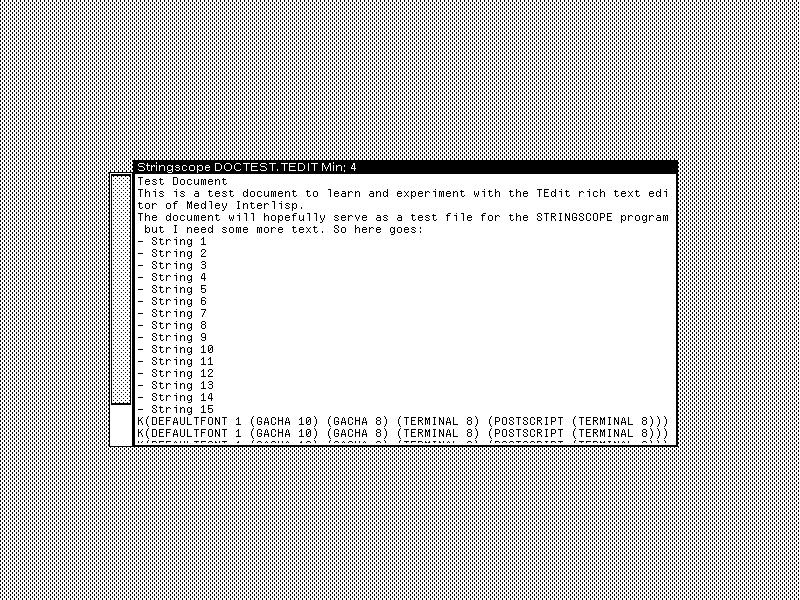 Stringscope DOCTEST.TEDIT Min: 4
Test Document
This is a test document to learn and experiment with the TEdit rich text edi
tor of Medley Interlisp.
The document will hopefully serve as a test file for the STRINGSCOPE program
but I need some more text. So here goes:
- String 1
- String 2
- String 3
- String 4
- String 5
- String 6
- String 7
- String 8
- String 9
- String 10
- String 11
- String 12
- String 13
- String 14
- String 15
K(DEFAULTFONT 1 (GACHA 10) (GACHA 8) (TERMINAL 8) (POSTSCRIPT (TERMINAL 8)))
K(DEFAULTFONT 1 (GACHA 10) (GACHA 8) (TERMINAL 8) (POSTSCRIPT (TERMINAL 8)))